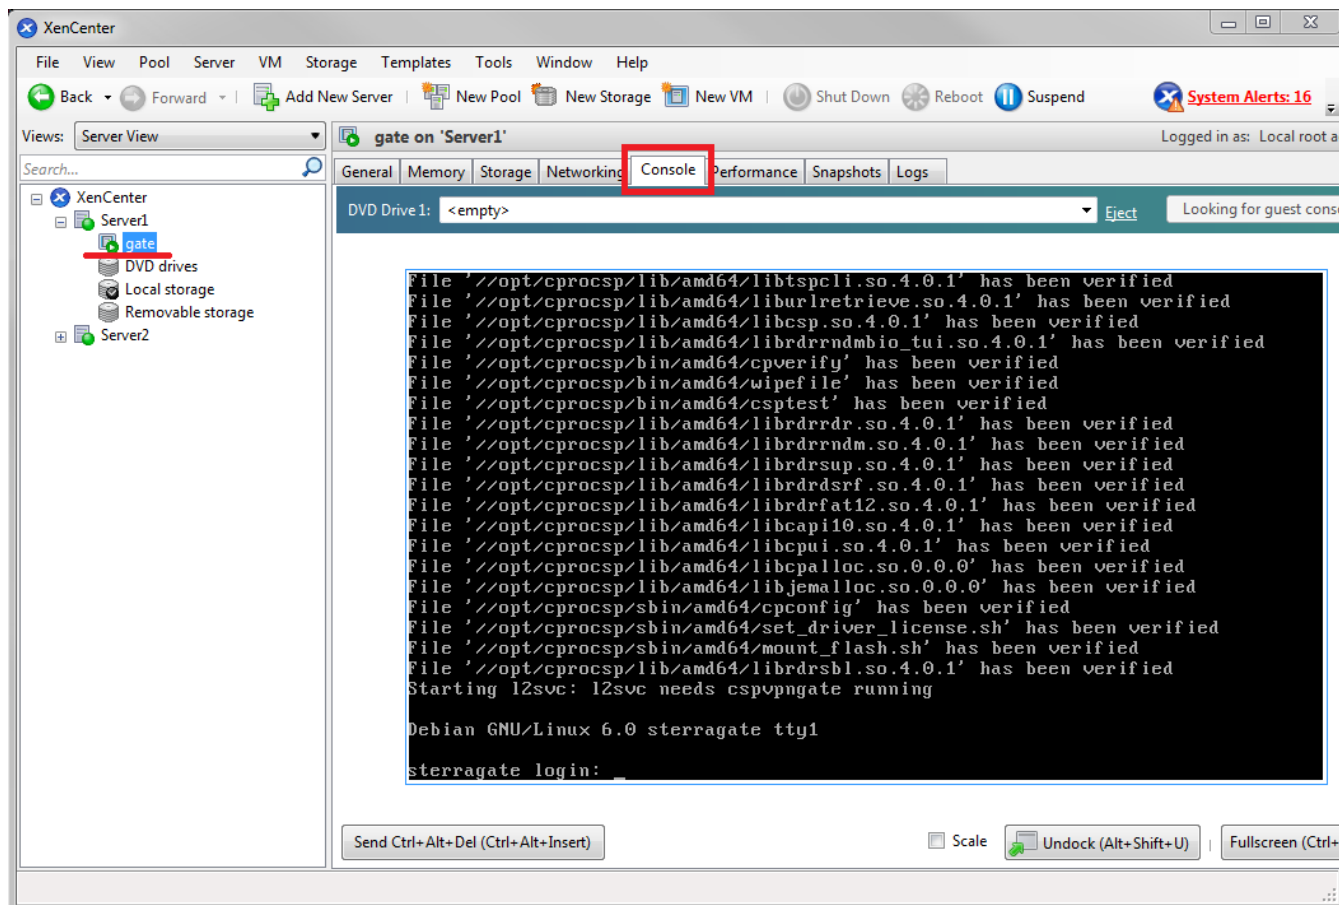 XenCenter
File View Pool Server VM Storage Templates Tools Window Help
Back Forward Add New Server New Pool New Storage New VM Shut Down Reboot Suspend System Alerts: 16
Views: Server View
gate on 'Server1' Logged in as: Local root a
Search...
General Memory Storage Networking Console Performance Snapshots Logs
XenCenter
Server1
gate
DVD drives
Local storage
Removable storage
Server2
DVD Drive 1: <empty> Eject Looking for guest cons
File '//opt/cprocsp/lib/amd64/libtspcli.so.4.0.1' has been verified
File '//opt/cprocsp/lib/amd64/liburlretrieve.so.4.0.1' has been verified
File '//opt/cprocsp/lib/amd64/libcsp.so.4.0.1' has been verified
File '//opt/cprocsp/lib/amd64/librdrrndmbio_tui.so.4.0.1' has been verified
File '//opt/cprocsp/bin/amd64/cpverify' has been verified
File '//opt/cprocsp/bin/amd64/wipefile' has been verified
File '//opt/cprocsp/bin/amd64/csptest' has been verified
File '//opt/cprocsp/lib/amd64/librdrrdr.so.4.0.1' has been verified
File '//opt/cprocsp/lib/amd64/librdrrndm.so.4.0.1' has been verified
File '//opt/cprocsp/lib/amd64/librdrsup.so.4.0.1' has been verified
File '//opt/cprocsp/lib/amd64/librdrdsrf.so.4.0.1' has been verified
File '//opt/cprocsp/lib/amd64/librdrfat12.so.4.0.1' has been verified
File '//opt/cprocsp/lib/amd64/libcapi10.so.4.0.1' has been verified
File '//opt/cprocsp/lib/amd64/libcpui.so.4.0.1' has been verified
File '//opt/cprocsp/lib/amd64/libcpalloc.so.0.0.0' has been verified
File '//opt/cprocsp/lib/amd64/libjemalloc.so.0.0.0' has been verified
File '//opt/cprocsp/sbin/amd64/cpconfig' has been verified
File '//opt/cprocsp/sbin/amd64/set_driver_license.sh' has been verified
File '//opt/cprocsp/sbin/amd64/mount_flash.sh' has been verified
File '//opt/cprocsp/lib/amd64/librdrsbl.so.4.0.1' has been verified
Starting l2svc: l2svc needs cspvpngate running
Debian GNU/Linux 6.0 sterragate tty1
sterragate login: _
Send Ctrl+Alt+Del (Ctrl+Alt+Insert) Scale Undock (Alt+Shift+U) Fullscreen (Ctrl+